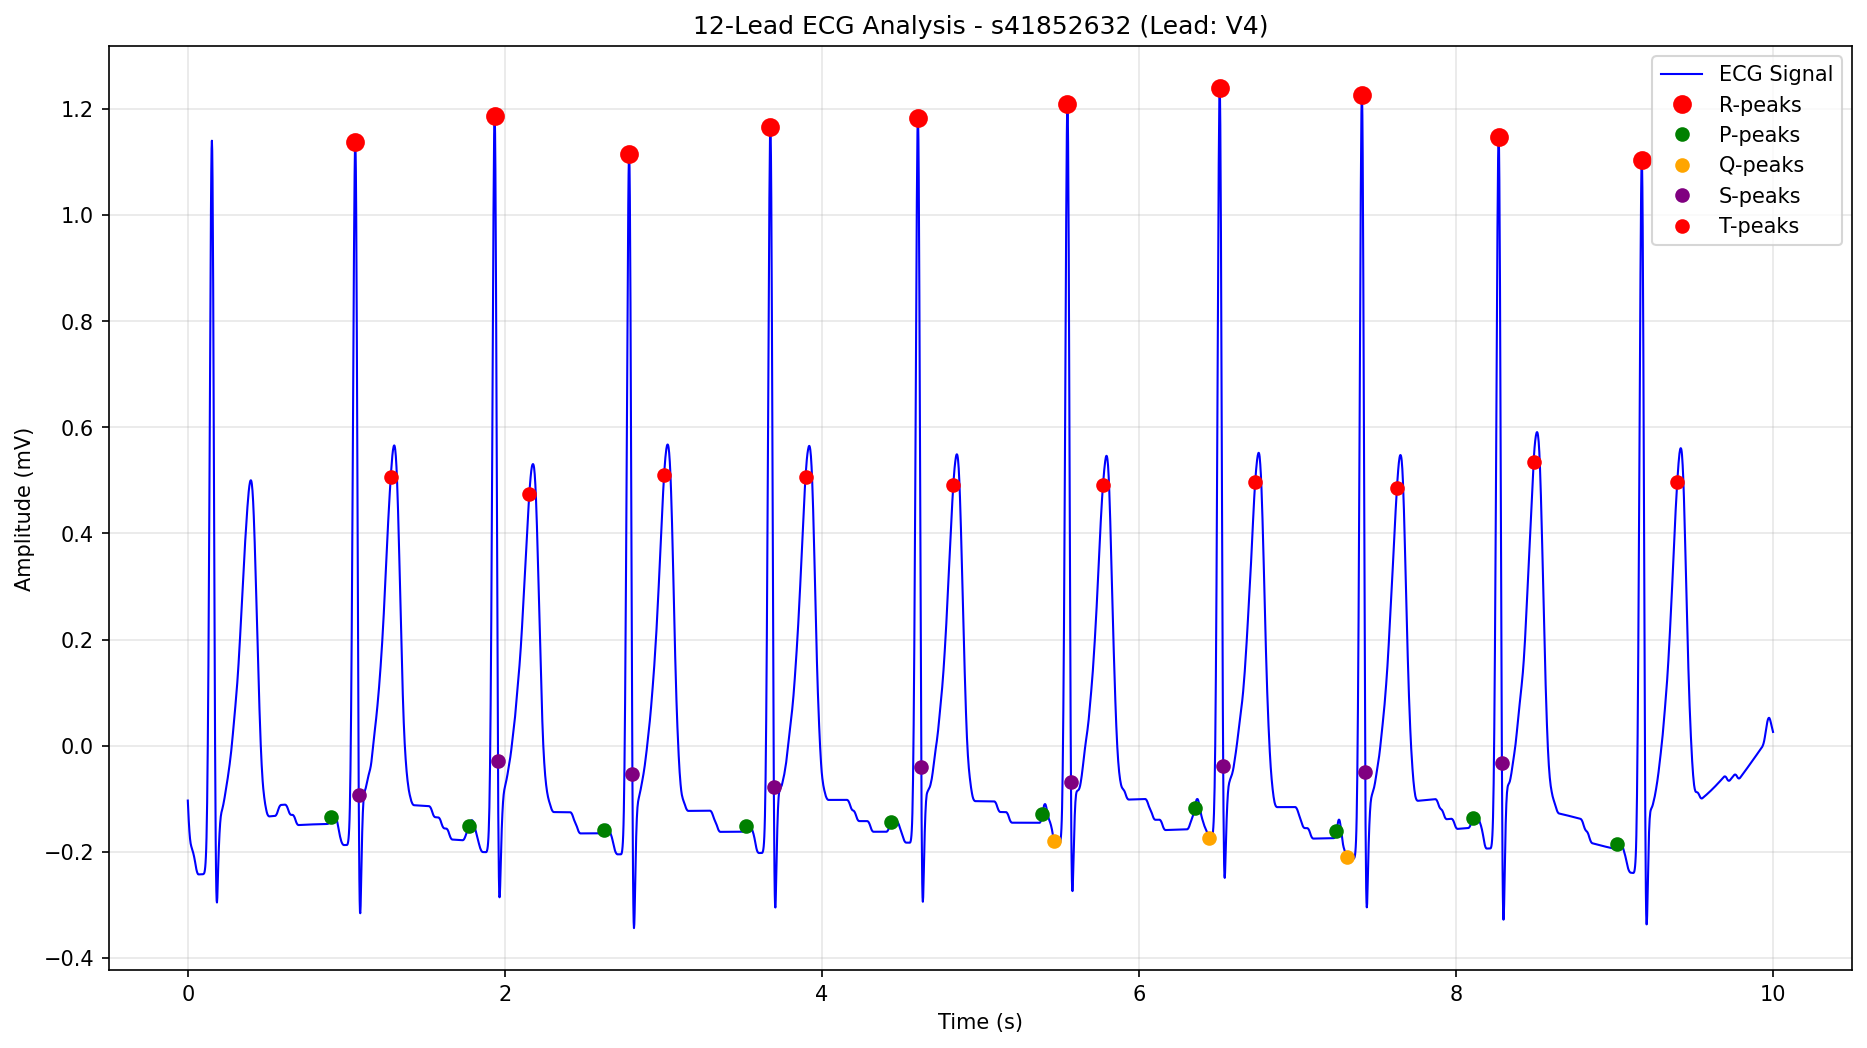 12-Lead ECG Analysis - s41852632 (Lead: V4)
ECG Signal
R-peaks
P-peaks
Q-peaks
S-peaks
T-peaks
Amplitude (mV)
1.2
1.0
0.8
0.6
0.4
0.2
0.0
−0.2
−0.4
0 2 4 6 8 10
Time (s)